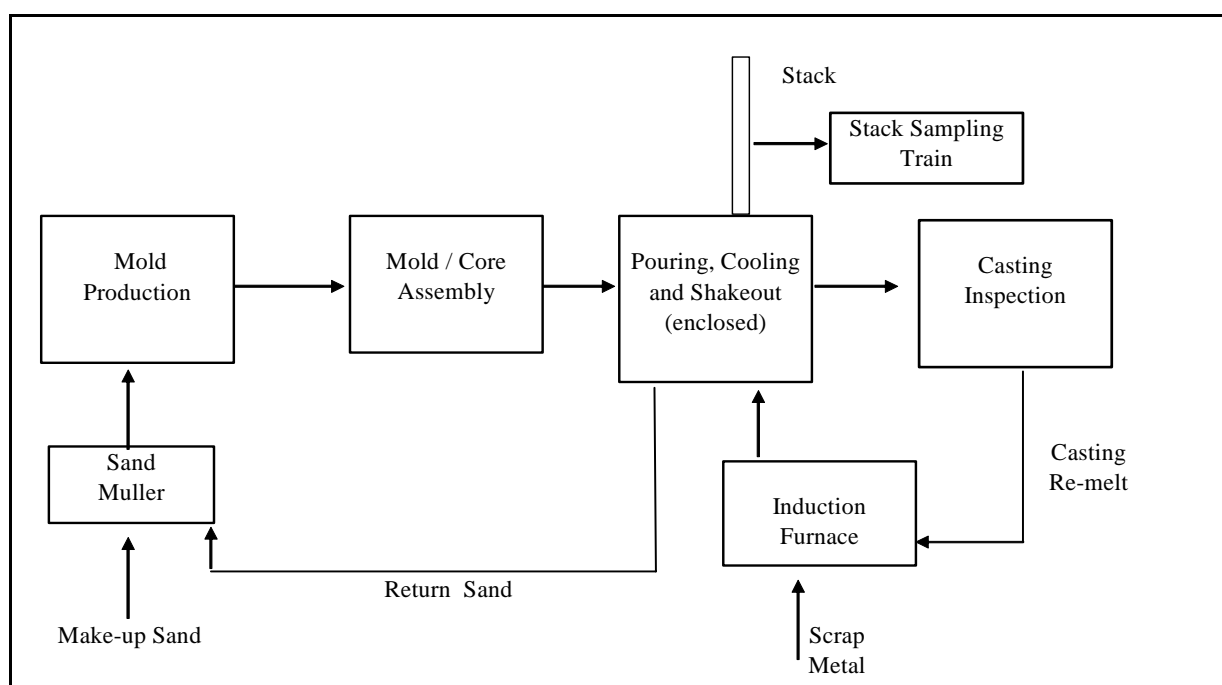 Stack
Stack Sampling
Train
Mold
Production
Mold / Core
Assembly
Pouring, Cooling
and Shakeout
(enclosed)
Casting
Inspection
Sand
Muller
Induction
Furnace
Casting
Re-melt
Return Sand
Make-up Sand
Scrap
Metal